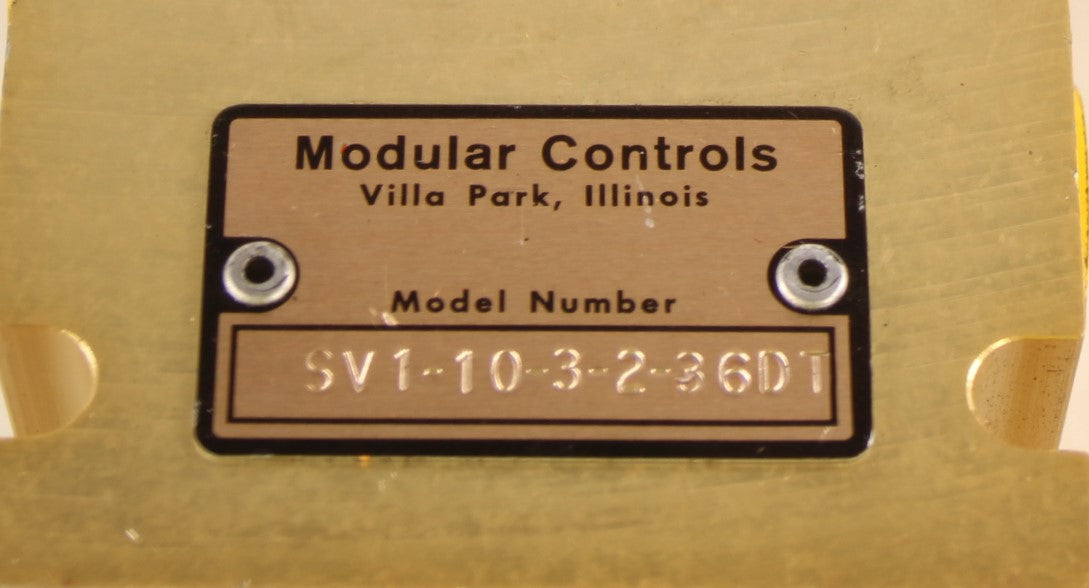 Modular Controls
Villa Park, Illinois
Model Number
SV1-10-3-2-36DT